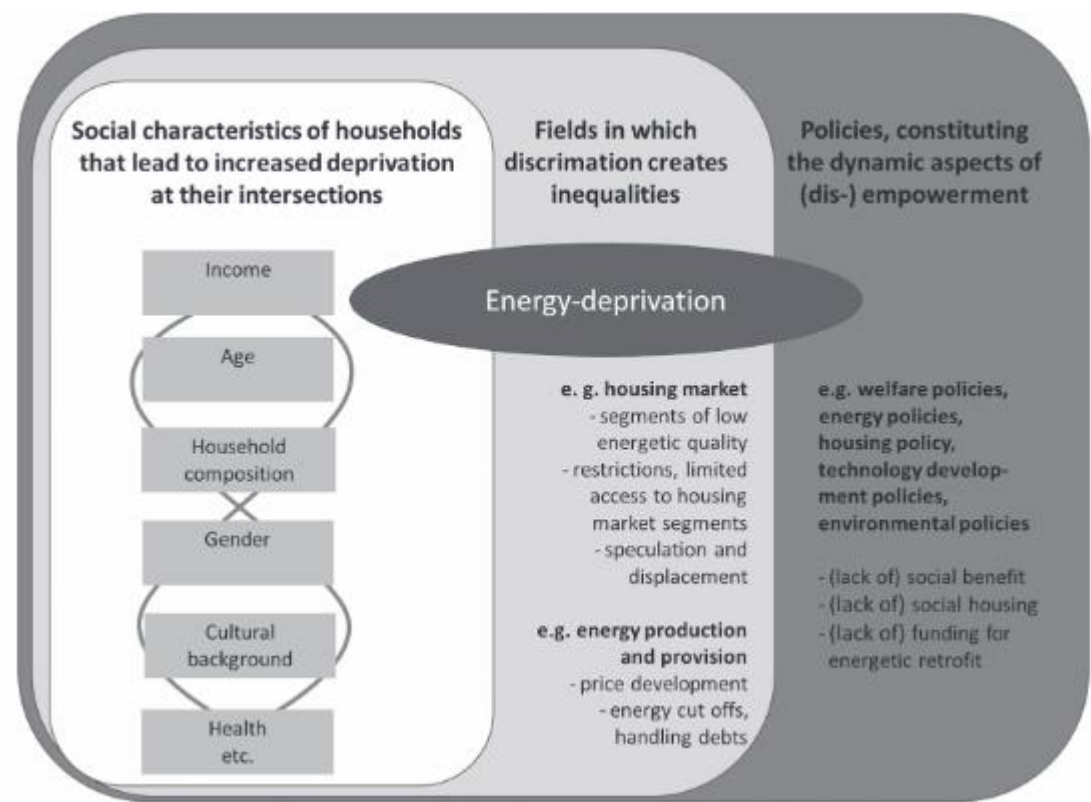 Social characteristics of households
that lead to increased deprivation
at their intersections
Income
Age
Household
composition
Gender
Cultural
background
Health
etc.
Fields in which
discrimation creates
inequalities
Energy-deprivation
e. g. housing market
- segments of low
energetic quality
- restrictions, limited
access to housing
market segments
- speculation and
displacement
e.g. energy production
and provision
- price development
- energy cut offs,
handling debts
Policies, constituting
the dynamic aspects of
(dis-) empowerment
e.g. welfare policies,
energy policies,
housing policy,
technology develop-
ment policies,
environmental policies
- (lack of) social benefit
- (lack of) social housing
- (lack of) funding for
energetic retrofit